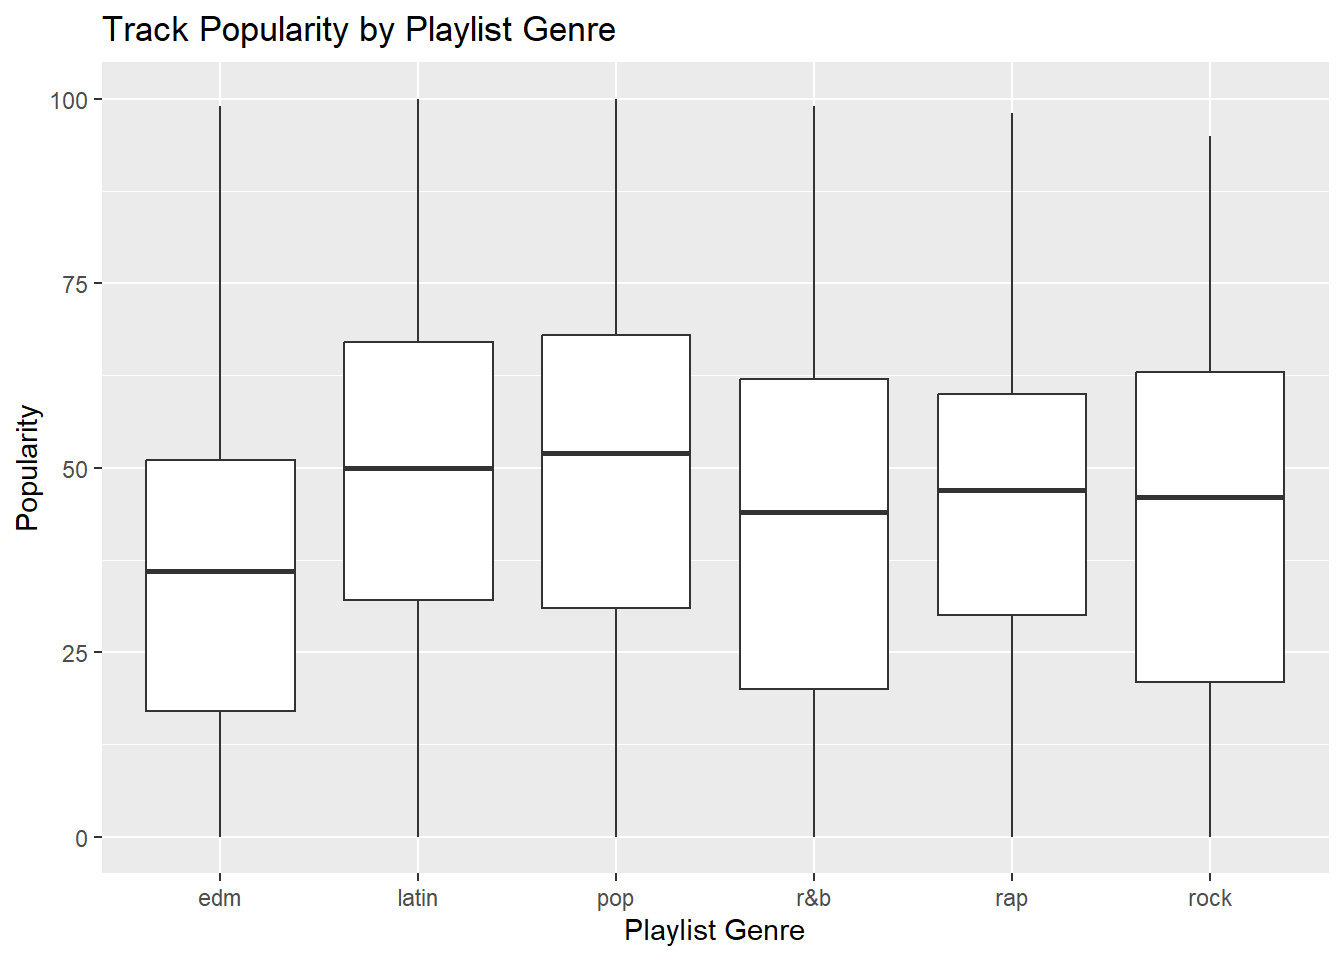 Track Popularity by Playlist Genre
Popularity
100
75
50
25
0
edm latin pop r&b rap rock
Playlist Genre